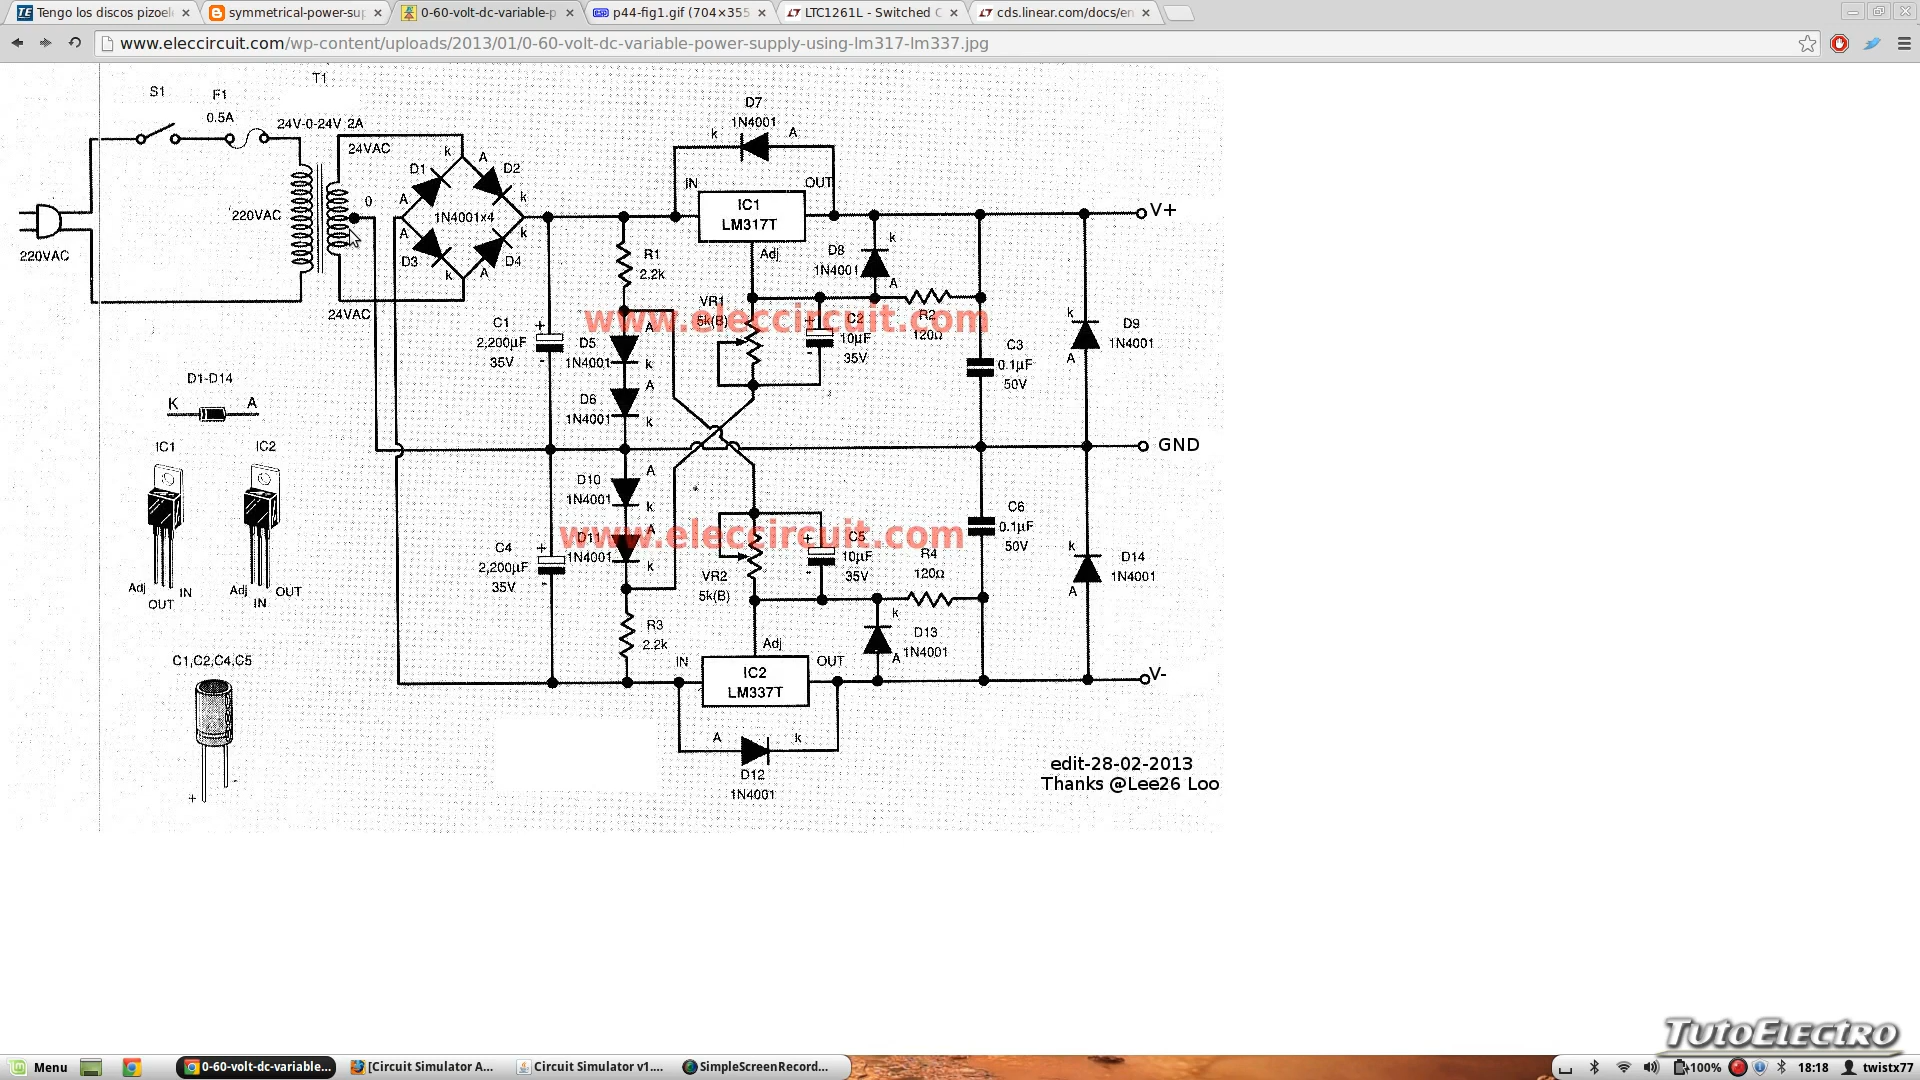 Tengo los discos pizoel
symmetrical-power-sup
0-60-volt-dc-variable-p
p44-fig1.gif (704×355
LTC1261L - Switched C
cds.linear.com/docs/en
www.eleccircuit.com/wp-content/uploads/2013/01/0-60-volt-dc-variable-power-supply-using-lm317-lm337.jpg
T1
S1
F1
0.5A
24V-0-24V 2A
24VAC
220VAC
220VAC
0
24VAC
D1
k
A
D2
A
k
1N4001x4
A
k
D3
k
A
D4
D7
1N4001
k
A
IN
OUT
IC1
LM317T
Adj
V+
R1
2.2k
D8
1N4001
k
A
VR1
5k(B)
www.eleccircuit.com
R2
120Ω
C1
2,200µF
35V
+
-
D5
1N4001
A
k
C2
10µF
35V
+
-
C3
0.1µF
50V
k
D9
1N4001
A
D6
1N4001
A
k
D1-D14
K
A
IC1
IC2
GND
D10
1N4001
A
k
C6
0.1µF
50V
www.eleccircuit.com
D11
1N4001
A
k
C4
2,200µF
35V
+
-
VR2
5k(B)
C5
10µF
35V
+
-
R4
120Ω
k
D14
1N4001
A
Adj
OUT
IN
Adj
IN
OUT
R3
2.2k
k
D13
1N4001
A
Adj
IN
OUT
IC2
LM337T
V-
C1,C2,C4,C5
+
-
A
k
D12
1N4001
edit-28-02-2013
Thanks @Lee26 Loo
TutoElectro
Menu
0-60-volt-dc-variable...
[Circuit Simulator A...
Circuit Simulator v1....
SimpleScreenRecord...
100%
18:18
twistx77